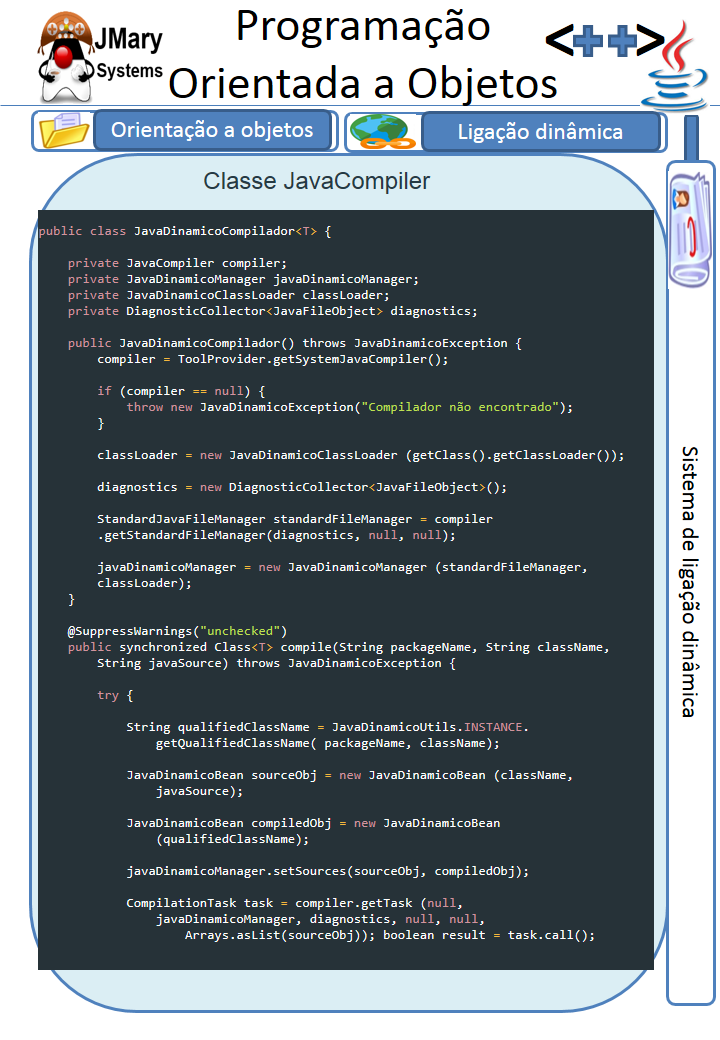 JMary
Systems
Programação
Orientada a Objetos
<++>
Orientação a objetos
Ligação dinâmica
Classe JavaCompiler
public class JavaDinamicoCompilador<T> {
private JavaCompiler compiler;
private JavaDinamicoManager javaDinamicoManager;
private JavaDinamicoClassLoader classLoader;
private DiagnosticCollector<JavaFileObject> diagnostics;
public JavaDinamicoCompilador() throws JavaDinamicoException {
compiler = ToolProvider.getSystemJavaCompiler();
if (compiler == null) {
throw new JavaDinamicoException("Compilador não encontrado");
}
classLoader = new JavaDinamicoClassLoader (getClass().getClassLoader());
diagnostics = new DiagnosticCollector<JavaFileObject>();
StandardJavaFileManager standardFileManager = compiler
.getStandardFileManager(diagnostics, null, null);
javaDinamicoManager = new JavaDinamicoManager (standardFileManager,
classLoader);
}
@SuppressWarnings("unchecked")
public synchronized Class<T> compile(String packageName, String className,
String javaSource) throws JavaDinamicoException {
try {
String qualifiedClassName = JavaDinamicoUtils.INSTANCE.
getQualifiedClassName( packageName, className);
JavaDinamicoBean sourceObj = new JavaDinamicoBean (className,
javaSource);
JavaDinamicoBean compiledObj = new JavaDinamicoBean
(qualifiedClassName);
javaDinamicoManager.setSources(sourceObj, compiledObj);
CompilationTask task = compiler.getTask (null,
javaDinamicoManager, diagnostics, null, null,
Arrays.asList(sourceObj)); boolean result = task.call();
Sistema de ligação dinâmica